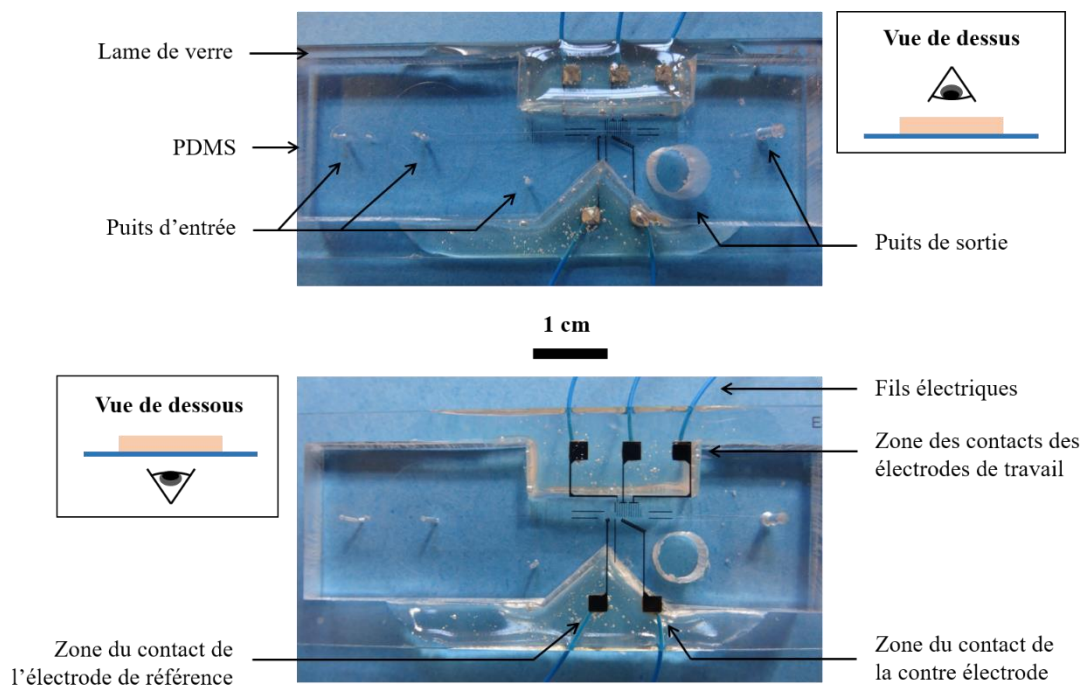 Lame de verre
PDMS
Puits d'entrée
Vue de dessus
Puits de sortie
1 cm
Vue de dessous
Fils électriques
Zone des contacts des
électrodes de travail
E
Zone du contact de
l'électrode de référence
Zone du contact de
la contre électrode